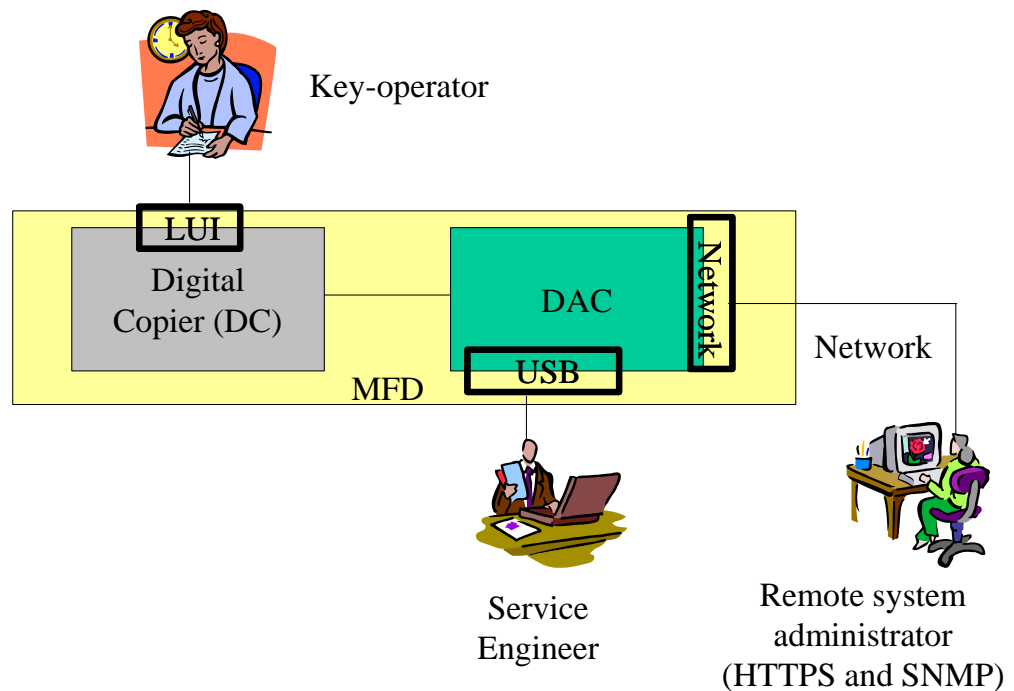 Key-operator
LUI
Digital
Copier (DC)
DAC
Network
USB
MFD
Network
Service
Engineer
Remote system
administrator
(HTTPS and SNMP)